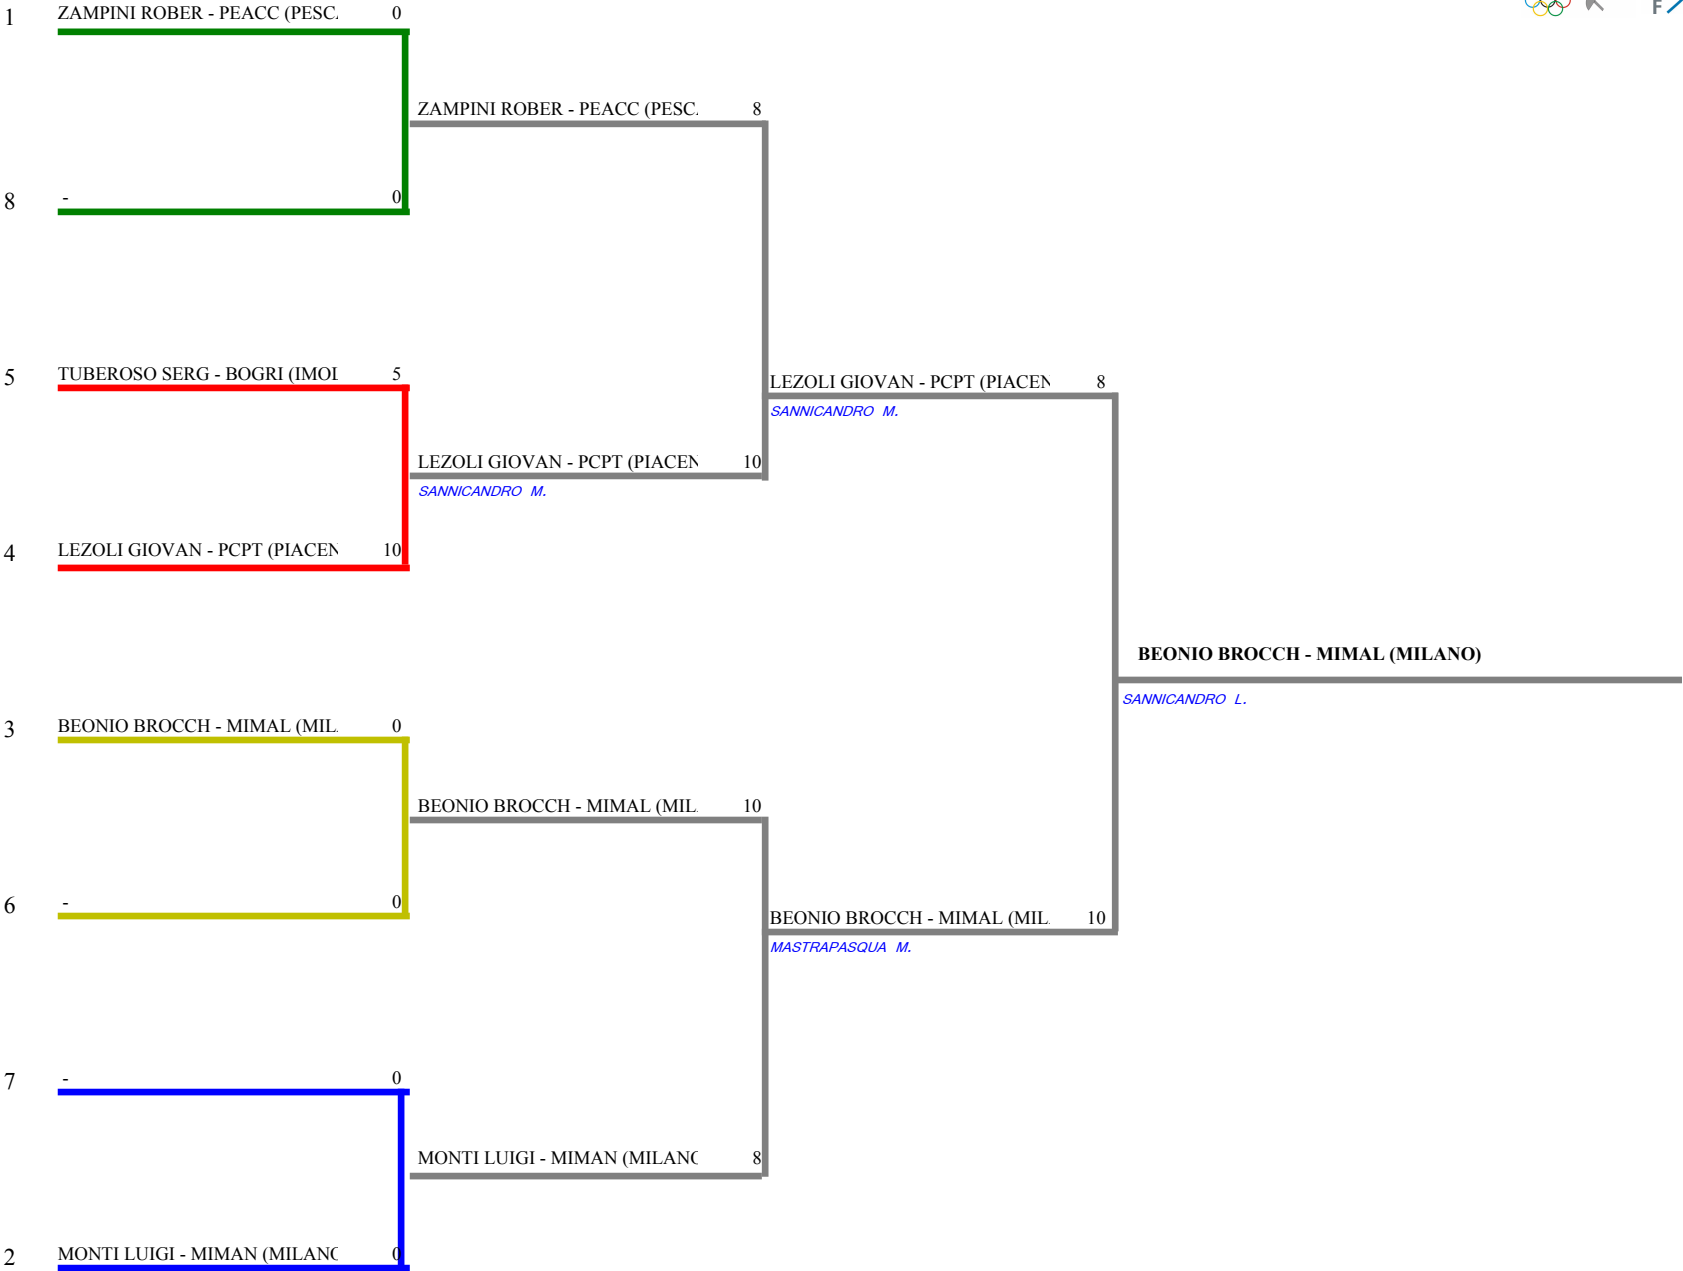 1 ZAMPINI ROBER - PEACC (PESC. 0
ZAMPINI ROBER - PEACC (PESC. 8
8 - 0
5 TUBEROSO SERG - BOGRI (IMOL 5
LEZOLI GIOVAN - PCPT (PIACEN 8
SANNICANDRO M.
LEZOLI GIOVAN - PCPT (PIACEN 10
SANNICANDRO M.
4 LEZOLI GIOVAN - PCPT (PIACEN 10
BEONIO BROCCH - MIMAL (MILANO)
SANNICANDRO L.
3 BEONIO BROCCH - MIMAL (MIL. 0
BEONIO BROCCH - MIMAL (MIL. 10
6 - 0
BEONIO BROCCH - MIMAL (MIL. 10
MASTRAPASQUA M.
7 - 0
MONTI LUIGI - MIMAN (MILANO 8
2 MONTI LUIGI - MIMAN (MILANO 0
F